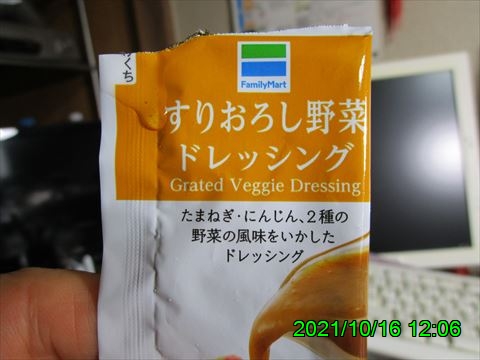 くち
FamilyMart
すりおろし野菜
ドレッシング
Grated Veggie Dressing
たまねぎ・にんじん、2種の
野菜の風味をいかした
ドレッシング
2021/10/16 12:06